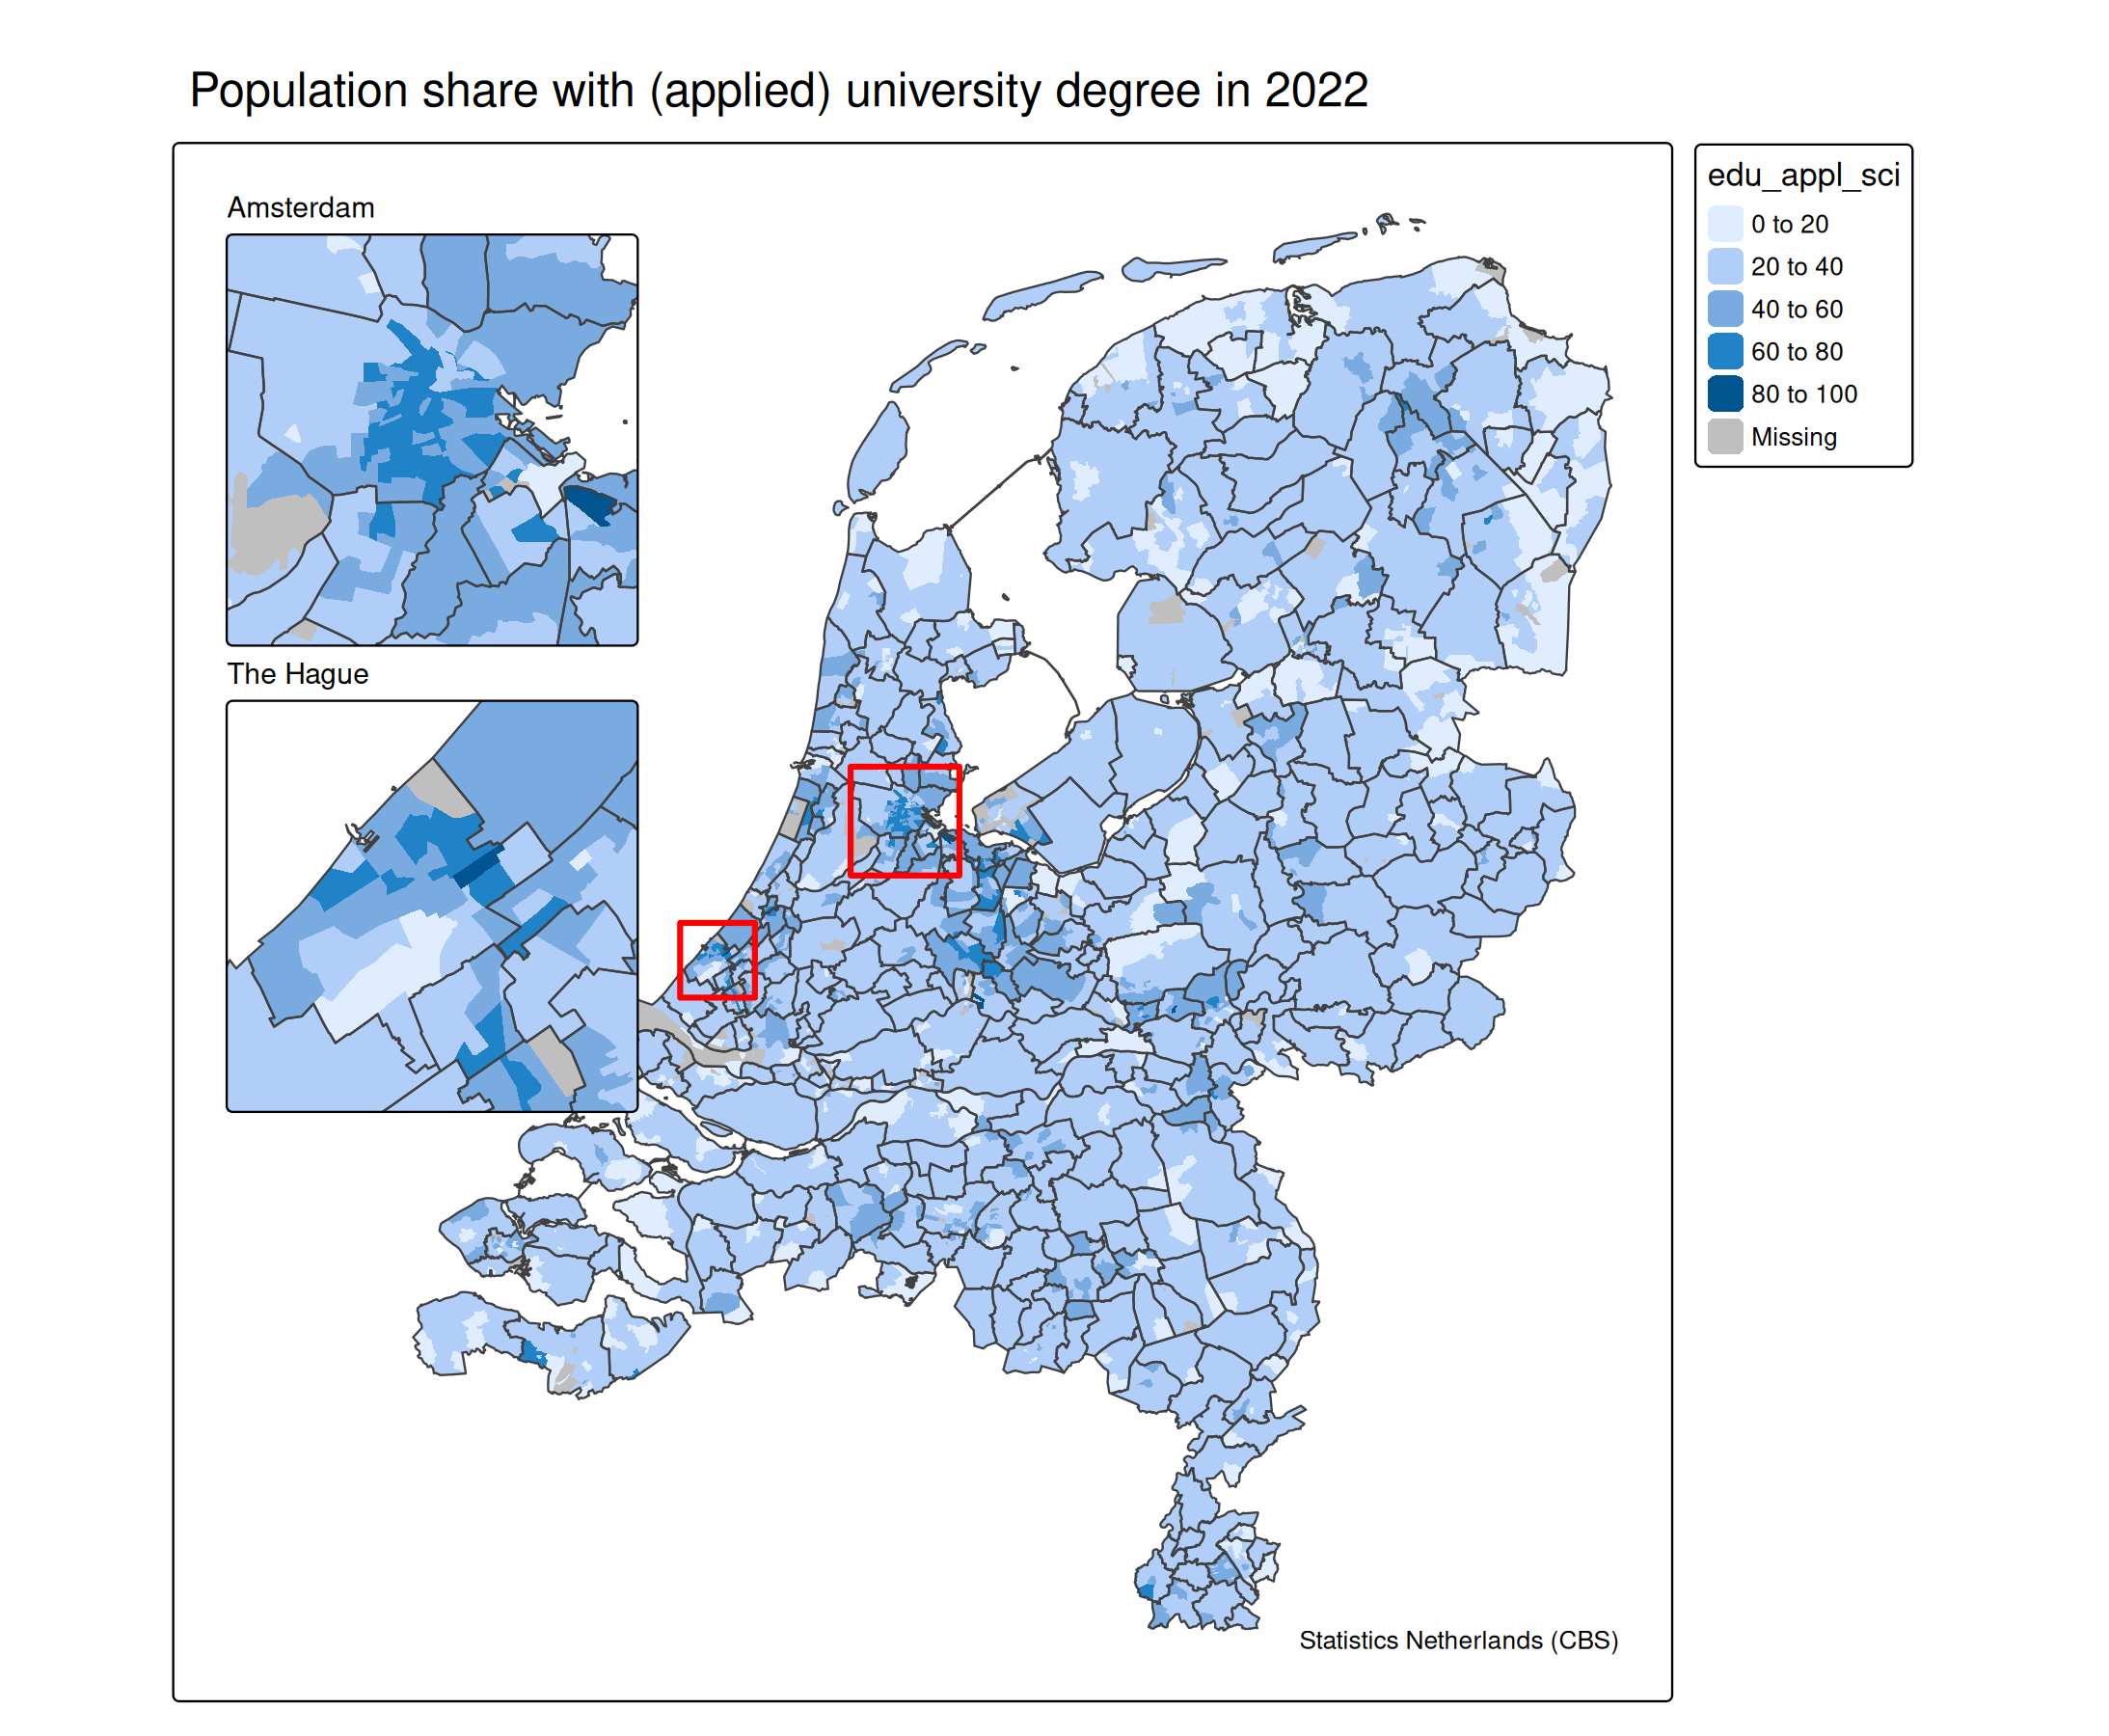 Population share with (applied) university degree in 2022
Amsterdam
The Hague
edu_appl_sci
0 to 20
20 to 40
40 to 60
60 to 80
80 to 100
Missing
Statistics Netherlands (CBS)